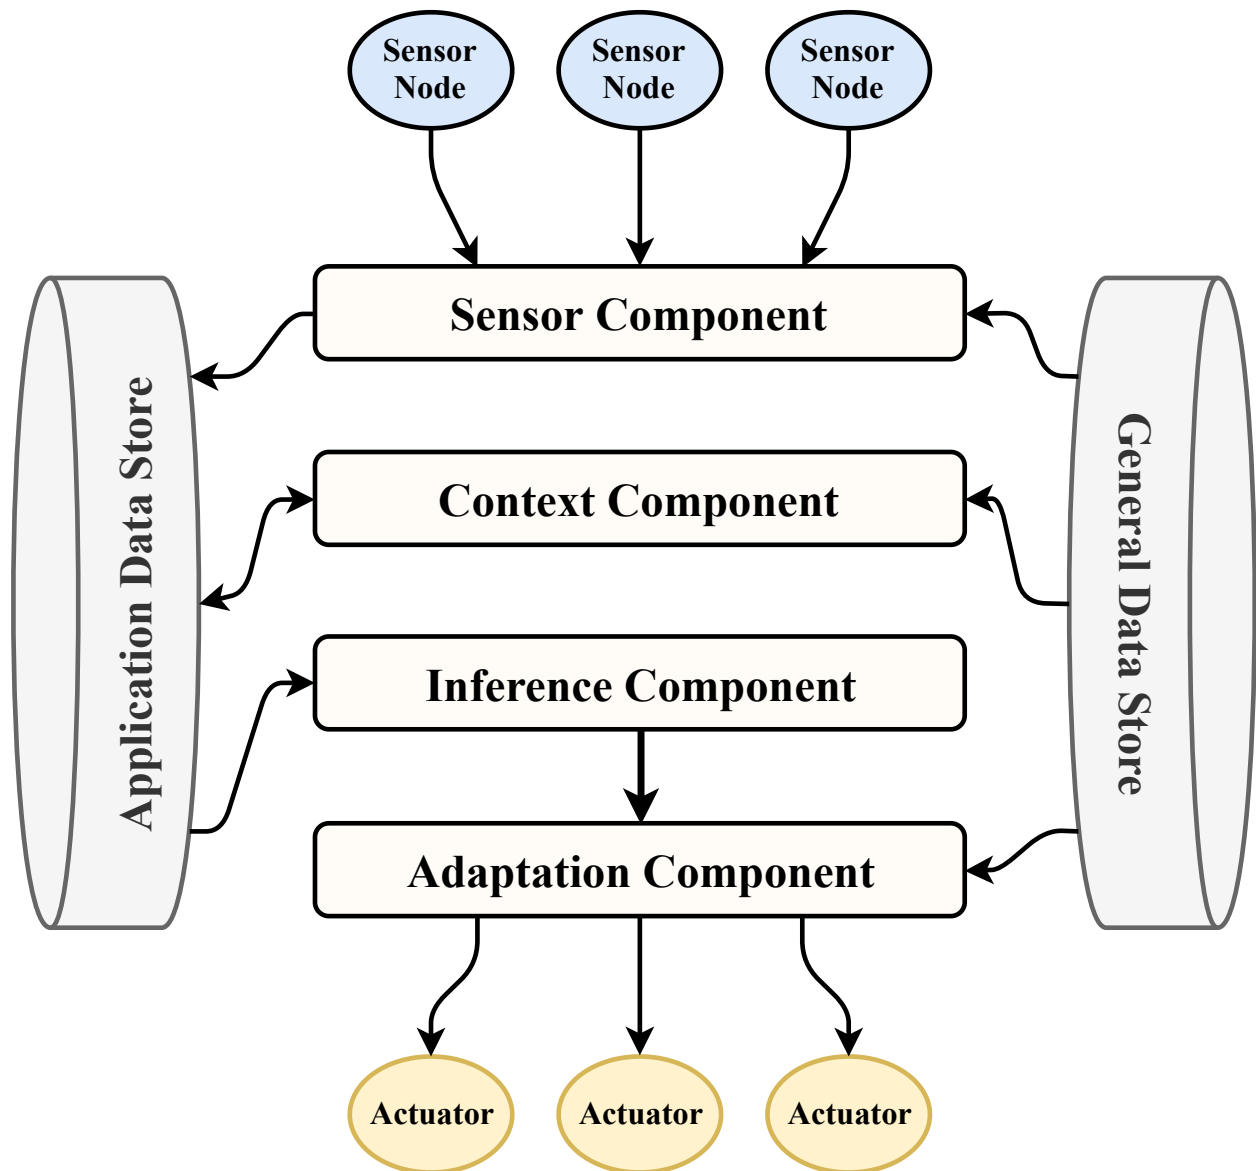 Sensor
Node
Sensor
Node
Sensor
Node
Sensor Component
Application Data Store
General Data Store
Context Component
Inference Component
Adaptation Component
Actuator
Actuator
Actuator